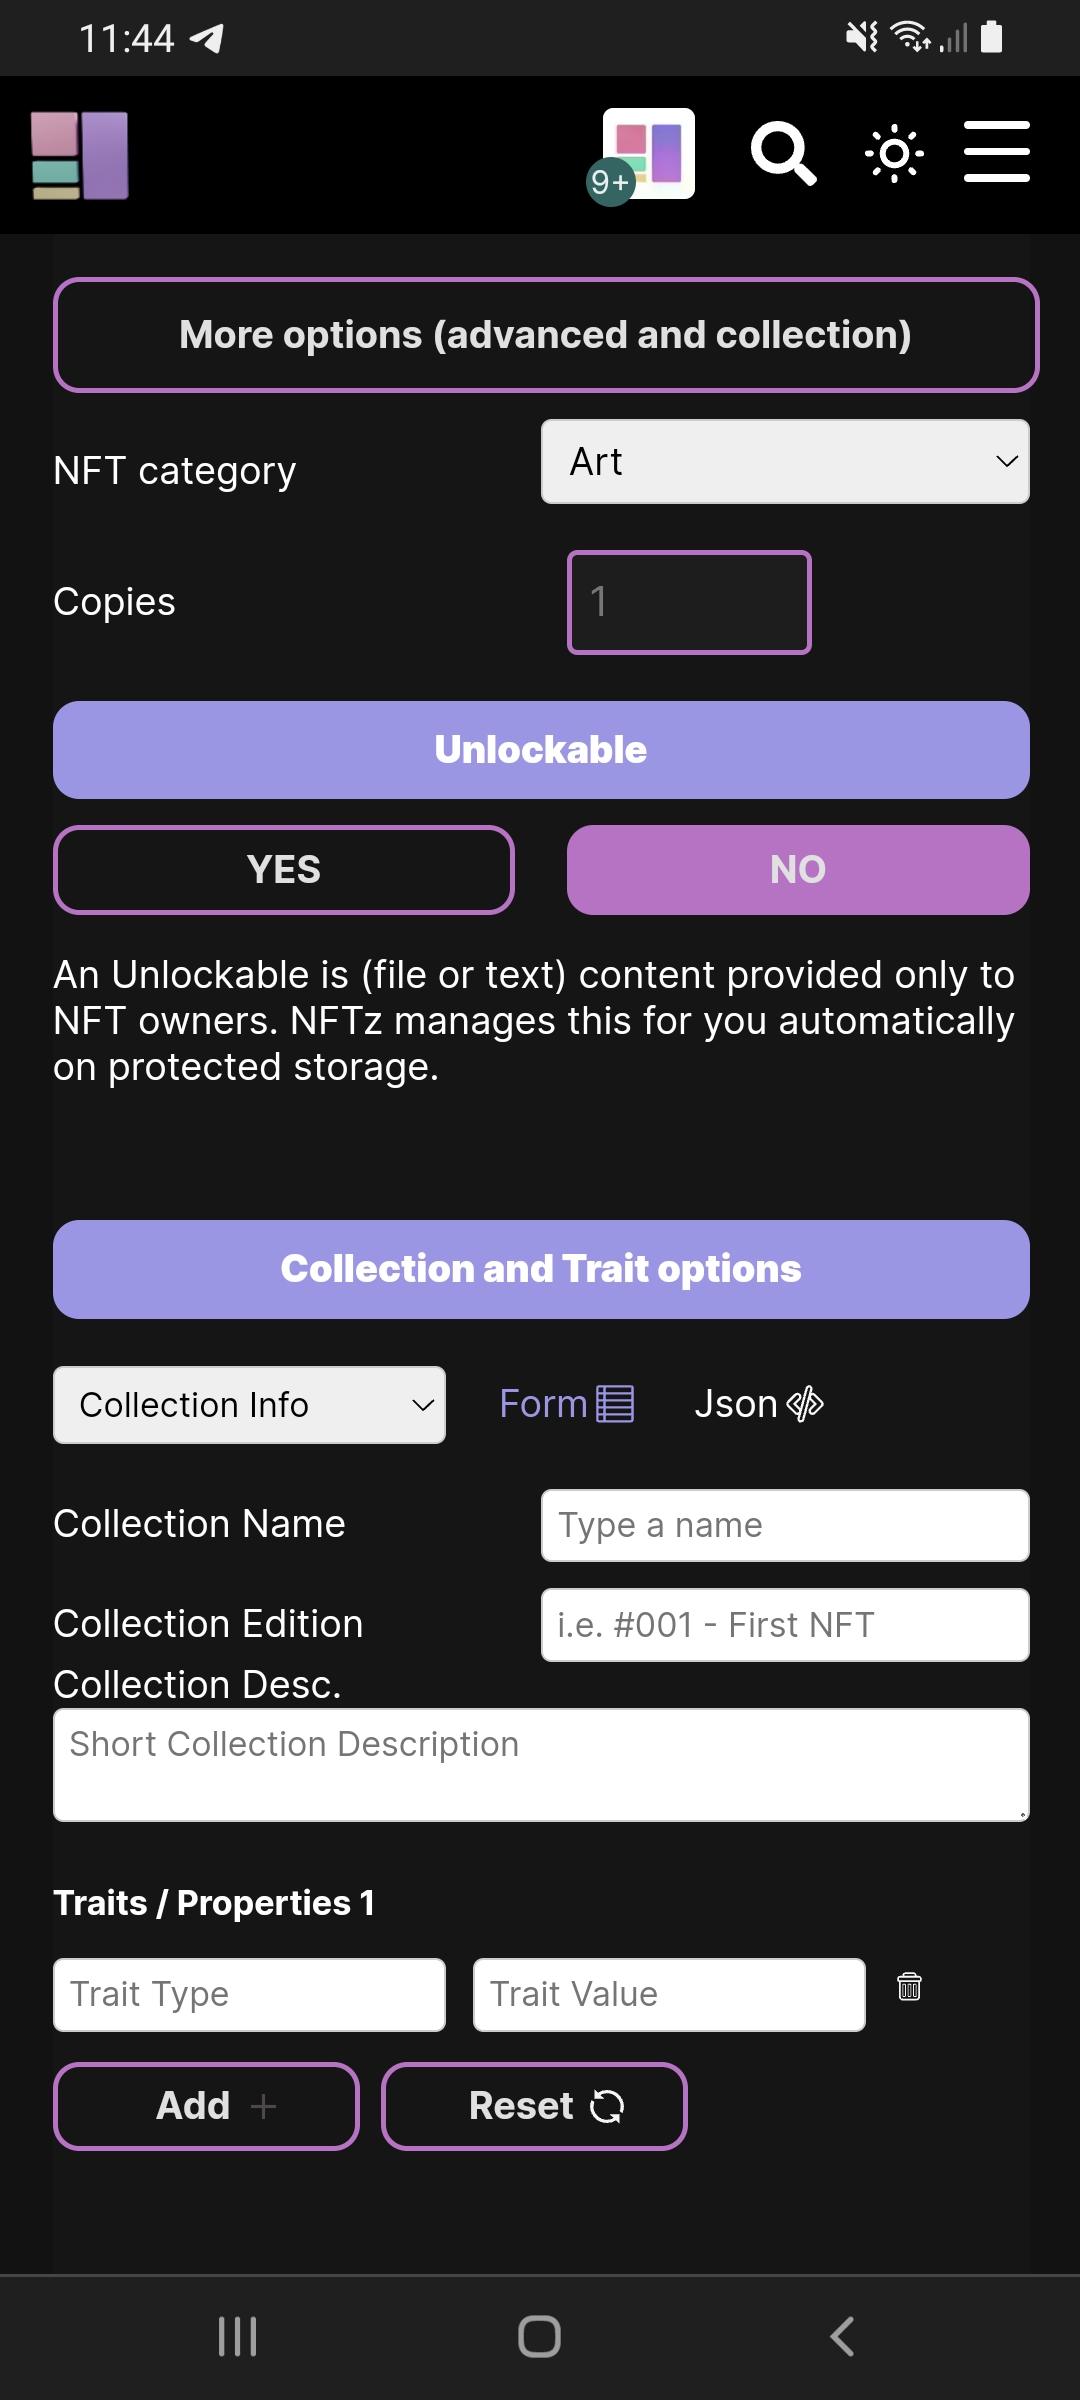 11:44
9+
More options (advanced and collection)
NFT category
Art
Copies
1
Unlockable
YES
NO
An Unlockable is (file or text) content provided only to
NFT owners. NFTz manages this for you automatically
on protected storage.
Collection and Trait options
Collection Info
Form
Json
Collection Name
Type a name
Collection Edition
i.e. #001 - First NFT
Collection Desc.
Short Collection Description
Traits / Properties 1
Trait Type
Trait Value
Add +
Reset